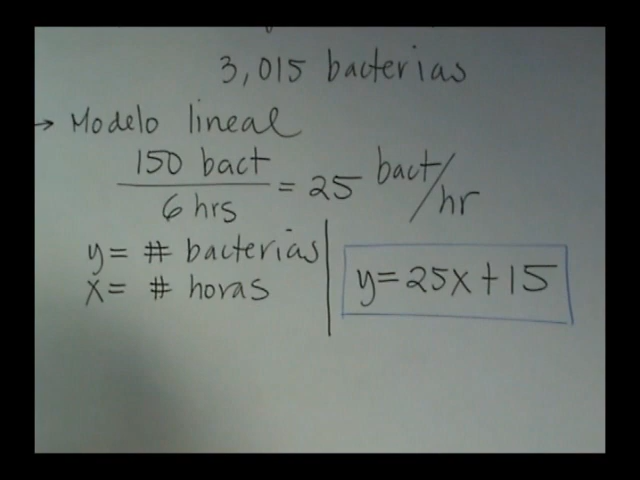 3,015 bacterias
→ Modelo lineal
150 bact
6 hrs
= 25 bact/hr
y = # bacterias
x = # horas
y=25x+15